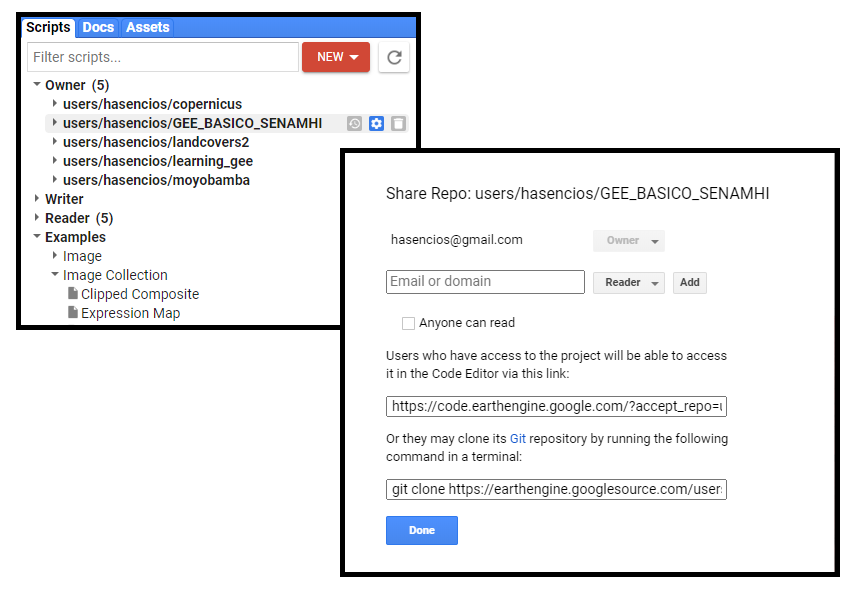 Scripts Docs Assets
Filter scripts... NEW
Owner (5)
users/hasencios/copernicus
users/hasencios/GEE_BASICO_SENAMHI
users/hasencios/landcovers2
users/hasencios/learning_gee
users/hasencios/moyobamba
Writer
Reader (5)
Examples
Image
Image Collection
Clipped Composite
Expression Map
Share Repo: users/hasencios/GEE_BASICO_SENAMHI
hasencios@gmail.com Owner
Email or domain Reader Add
Anyone can read
Users who have access to the project will be able to access
it in the Code Editor via this link:
https://code.earthengine.google.com/?accept_repo=u
Or they may clone its Git repository by running the following
command in a terminal:
git clone https://earthengine.googlesource.com/user
Done